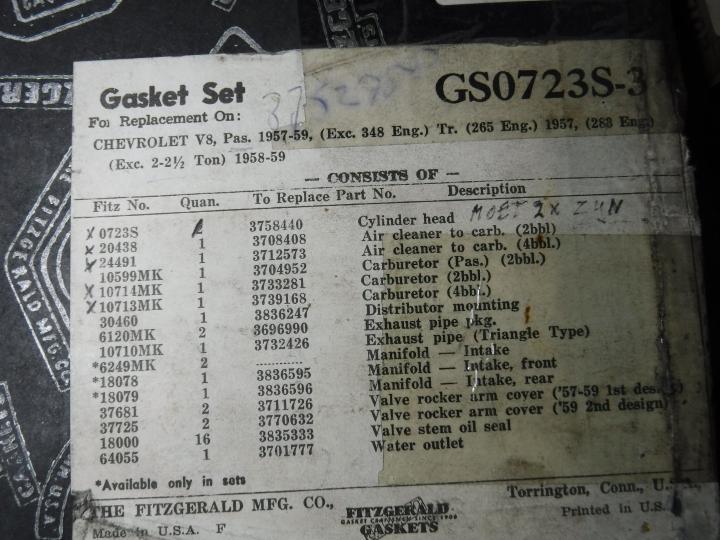 Gasket Set GS0723S-3
For Replacement On:
CHEVROLET V8, Pas. 1957-59, (Exc. 348 Eng.) Tr. (265 Eng.) 1957, (283 Eng.)
(Exc. 2-2½ Ton) 1958-59
— CONSISTS OF —
Fitz No. Quan. To Replace Part No. Description
X 0723S 3758440 Cylinder head MOET 2X ZYN
X 20438 1 3708408 Air cleaner to carb. (2bbl)
X 24491 1 3712573 Air cleaner to carb. (4bbl.)
10599MK 1 3704952 Carburetor (Pas.) (2bbl.)
X 10714MK 1 3733281 Carburetor (2bbl.)
X 10713MK 1 3739168 Carburetor (4bbl.)
30460 1 3836247 Distributor mounting
6120MK 2 3696990 Exhaust pipe pkg.
10710MK 1 3732426 Exhaust pipe (Triangle Type)
*6249MK 2 ........... Manifold — Intake
*18078 1 3836595 Manifold — Intake, front
*18079 1 3836596 Manifold — Intake, rear
37681 2 3711726 Valve rocker arm cover ('57-59 1st design)
37725 2 3770632 Valve rocker arm cover ('59 2nd design)
18000 16 3835333 Valve stem oil seal
64055 1 3701777 Water outlet
*Available only in sets
THE FITZGERALD MFG. CO., FITZGERALD Torrington, Conn., U.S.A.
GASKET CRAFTSMEN SINCE 1906
GASKETS
Made in U.S.A. F Printed in U.S.